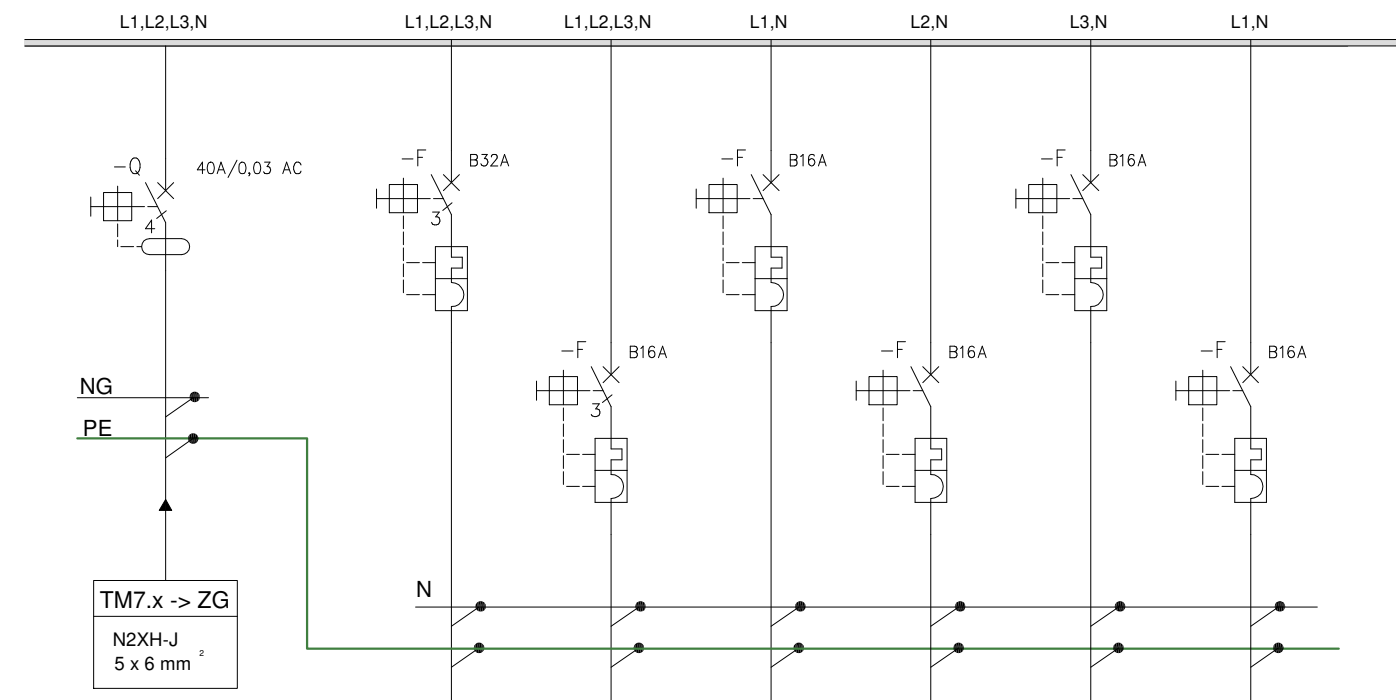 L1,L2,L3,N L1,L2,L3,N L1,L2,L3,N L1,N L2,N L3,N L1,N
-Q 40A/0,03 AC -F B32A -F B16A -F B16A
4 3
-F B16A -F B16A -F B16A
3
NG
PE
N
TM7.x -> ZG
N2XH-J
5 x 6 mm ²